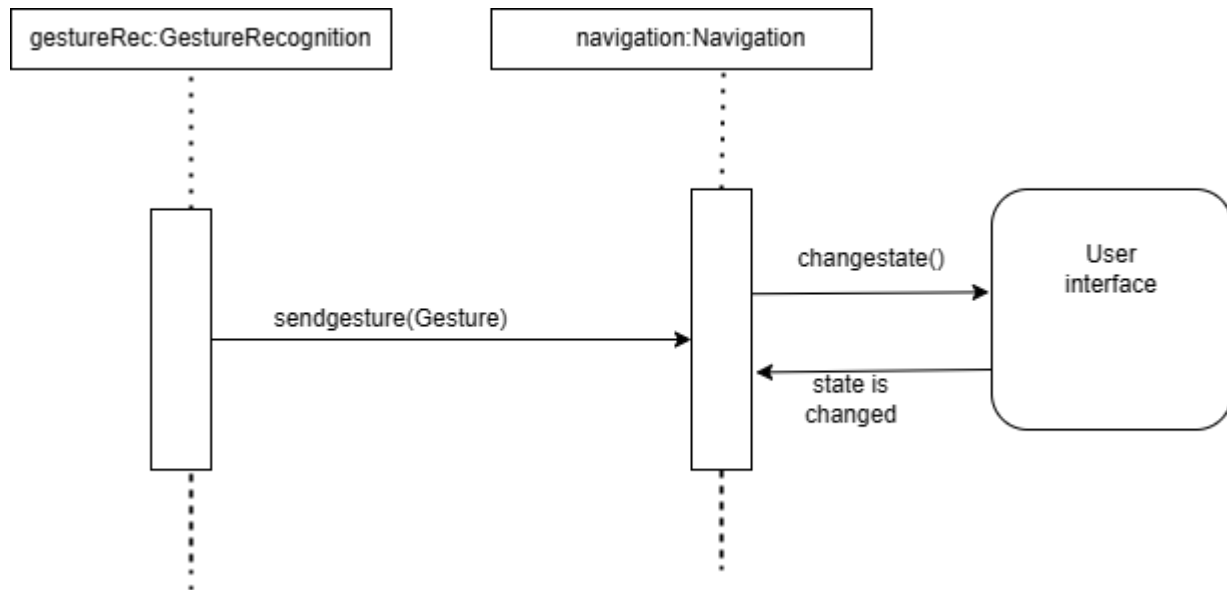 gestureRec:GestureRecognition
navigation:Navigation
changestate()
User
interface
sendgesture(Gesture)
state is
changed